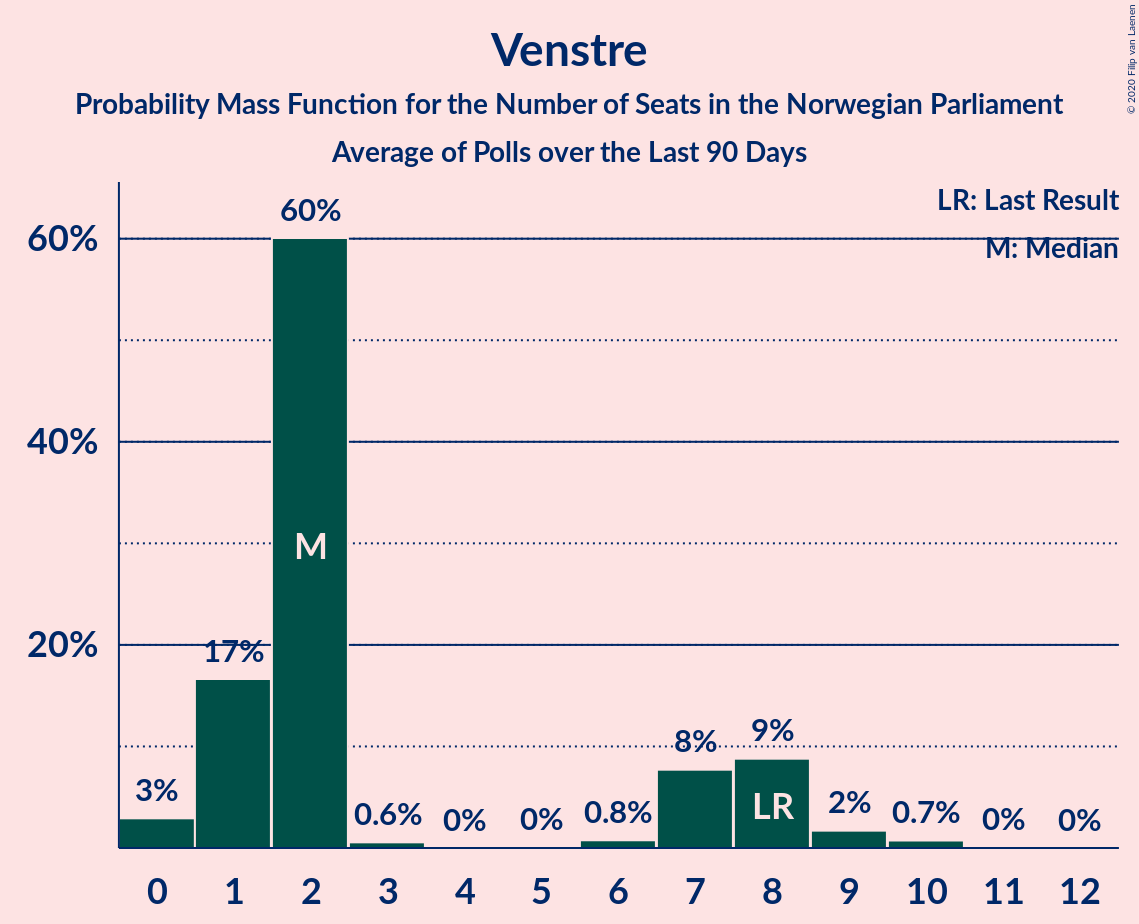 Venstre
Probability Mass Function for the Number of Seats in the Norwegian Parliament
Average of Polls over the Last 90 Days
© 2020 Filip van Laenen
LR: Last Result
M: Median
60%
40%
20%
3%
17%
60%
0.6%
0%
0%
0.8%
8%
9%
2%
0.7%
0%
0%
M
LR
0 1 2 3 4 5 6 7 8 9 10 11 12